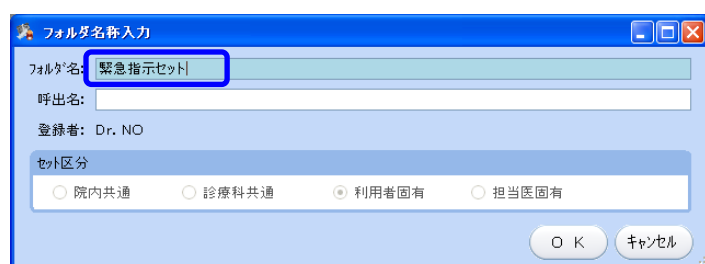 フォルダ名称入力
フォルダ名: 緊急指示セット
呼出名:
登録者: Dr. NO
セット区分
院内共通 診療科共通 利用者固有 担当医固有
ＯＫ キャンセル